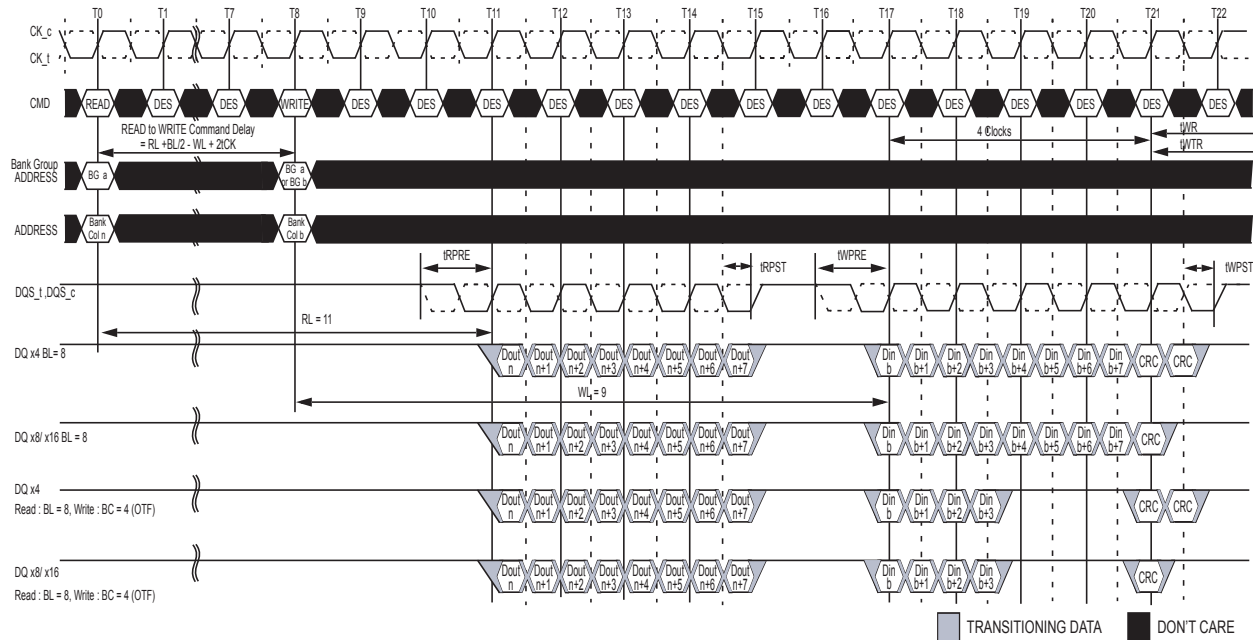 T0 T1 T7 T8 T9 T10 T11 T12 T13 T14 T15 T16 T17 T18 T19 T20 T21 T22
CK_c
CK_t
CMD READ DES DES WRITE DES DES DES DES DES DES DES DES DES DES DES DES DES DES
READ to WRITE Command Delay
= RL +BL/2 - WL + 2tCK
4 Clocks
tWR
tWTR
Bank Group
ADDRESS
BG a
BG a
or BG b
ADDRESS
Bank
Col n
Bank
Col b
tRPRE tRPST tWPRE tWPST
DQS_t ,DQS_c
RL = 11
DQ x4 BL= 8
Dout Dout Dout Dout Dout Dout Dout Dout Din Din Din Din Din Din Din Din CRC CRC
n n+1 n+2 n+3 n+4 n+5 n+6 n+7 b b+1 b+2 b+3 b+4 b+5 b+6 b+7
WL = 9
DQ x8/ x16 BL = 8
Dout Dout Dout Dout Dout Dout Dout Dout Din Din Din Din Din Din Din Din CRC
n n+1 n+2 n+3 n+4 n+5 n+6 n+7 b b+1 b+2 b+3 b+4 b+5 b+6 b+7
DQ x4
Read : BL = 8, Write : BC = 4 (OTF)
Dout Dout Dout Dout Dout Dout Dout Dout Din Din Din Din CRC CRC
n n+1 n+2 n+3 n+4 n+5 n+6 n+7 b b+1 b+2 b+3
DQ x8/ x16
Read : BL = 8, Write : BC = 4 (OTF)
Dout Dout Dout Dout Dout Dout Dout Dout Din Din Din Din CRC
n n+1 n+2 n+3 n+4 n+5 n+6 n+7 b b+1 b+2 b+3
TRANSITIONING DATA DON'T CARE